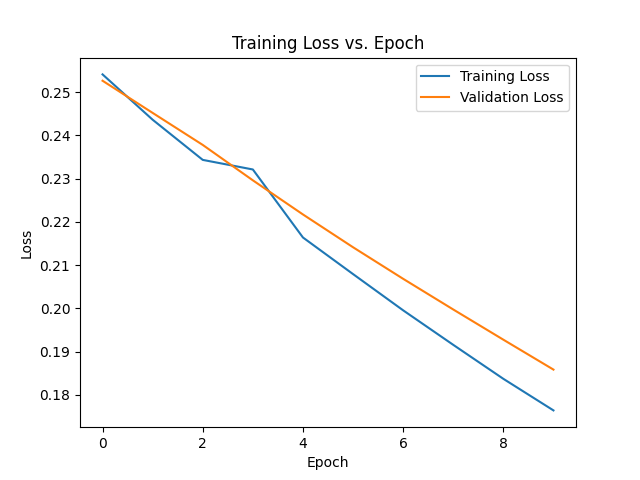 Training Loss vs. Epoch
Training Loss
Validation Loss
0.25
0.24
0.23
0.22
0.21
0.20
0.19
0.18
Loss
0 2 4 6 8
Epoch